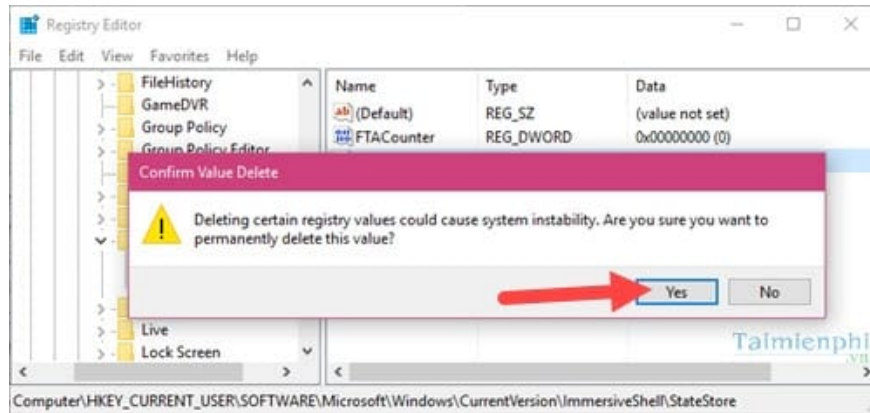 Registry Editor
File Edit View Favorites Help
FileHistory
GameDVR
Group Policy
Group Policy Editor
Name Type Data
(Default) REG_SZ (value not set)
FTACounter REG_DWORD 0x00000000 (0)
Confirm Value Delete
Deleting certain registry values could cause system instability. Are you sure you want to
permanently delete this value?
Yes No
Live
Lock Screen
Taimienphi
.vn
Computer\HKEY_CURRENT_USER\SOFTWARE\Microsoft\Windows\CurrentVersion\ImmersiveShell\StateStore